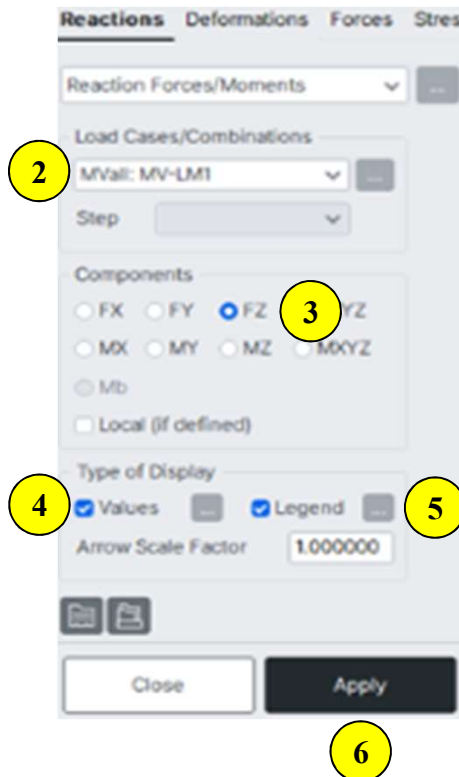 Reactions Deformations Forces Stres
Reaction Forces/Moments ...
Load Cases/Combinations
2 MVall: MV-LM1 ...
Step
Components
FX FY FZ 3 YZ
MX MY MZ MXYZ
Mb
Local (if defined)
Type of Display
4 Values ... Legend ... 5
Arrow Scale Factor 1.000000
Close Apply
6